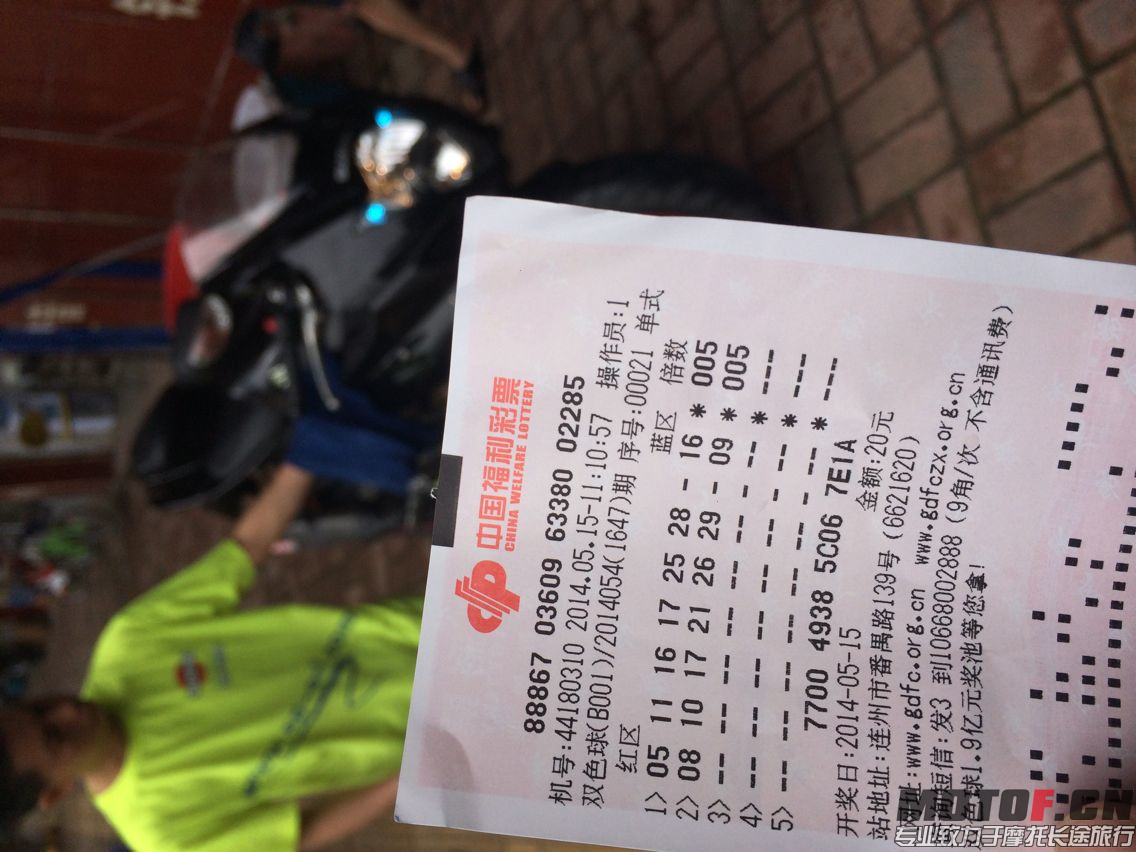 中国福利彩票
CHINA WELFARE LOTTERY
88867 03609 63380 02285
机号:44180310 2014.05.15-11:10:57 操作员:1
双色球(B001)/2014054(1647)期 序号:00021 单式
红区 蓝区 倍数
1> 05 11 16 17 25 28 - 16 * 005
2> 08 10 17 21 26 29 - 09 * 005
3> -- -- -- -- -- -- - -- * ---
4> -- -- -- -- -- -- - -- * ---
5> -- -- -- -- -- -- - -- * ---
7700 4938 5C06 7E1A
开奖日:2014-05-15 金额:20元
站地址:连州市番禺路139号(6621620)
网址:www.gdfc.org.cn www.gdfczx.org.cn
查询短信:发3 到10668002888 (9角/次 不含通讯费)
双色球1.9亿元奖池等您拿!
MOTOF.CN
专业致力于摩托长途旅行